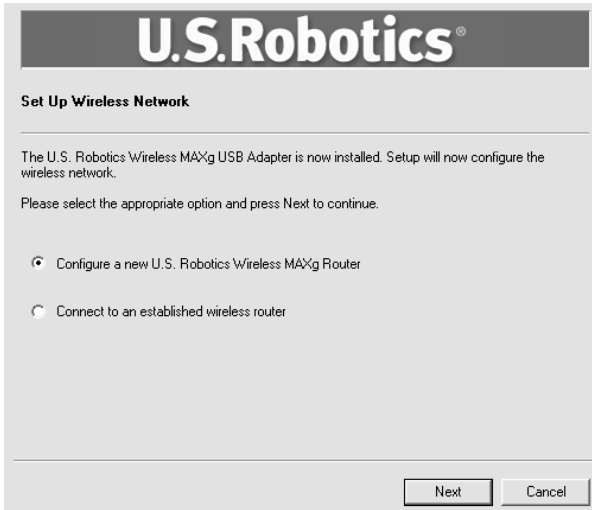 U.S.Robotics®
Set Up Wireless Network
The U.S. Robotics Wireless MAXg USB Adapter is now installed. Setup will now configure the
wireless network.
Please select the appropriate option and press Next to continue.
Configure a new U.S. Robotics Wireless MAXg Router
Connect to an established wireless router
Next Cancel